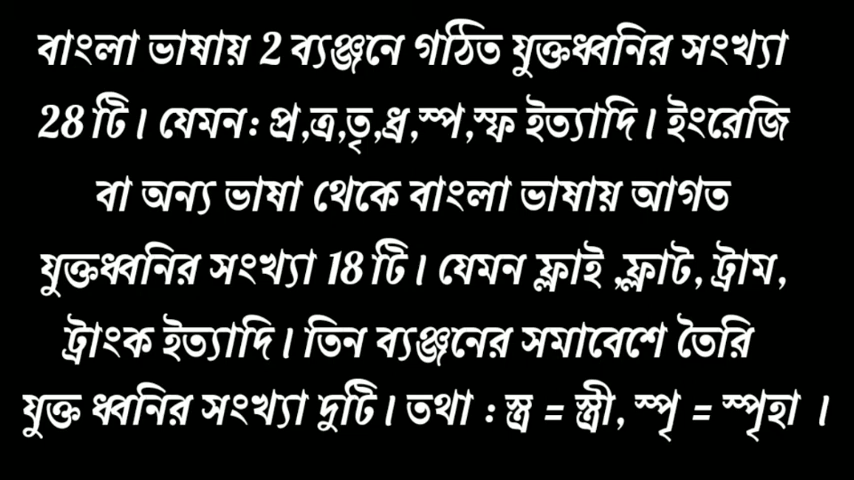 বাংলা ভাষায় 2 ব্যঞ্জনে গঠিত যুক্তধ্বনির সংখ্যা
28 টি। যেমন: প্র,ত্র,তৃ,ধ্র,স্প,স্ফ ইত্যাদি। ইংরেজি
বা অন্য ভাষা থেকে বাংলা ভাষায় আগত
যুক্তধ্বনির সংখ্যা 18 টি। যেমন ফ্লাই ,ফ্লাট, ট্রাম,
ট্রাংক ইত্যাদি। তিন ব্যঞ্জনের সমাবেশে তৈরি
যুক্ত ধ্বনির সংখ্যা দুটি। তথা : স্ত্র = স্ত্রী, স্পৃ = স্পৃহা ।